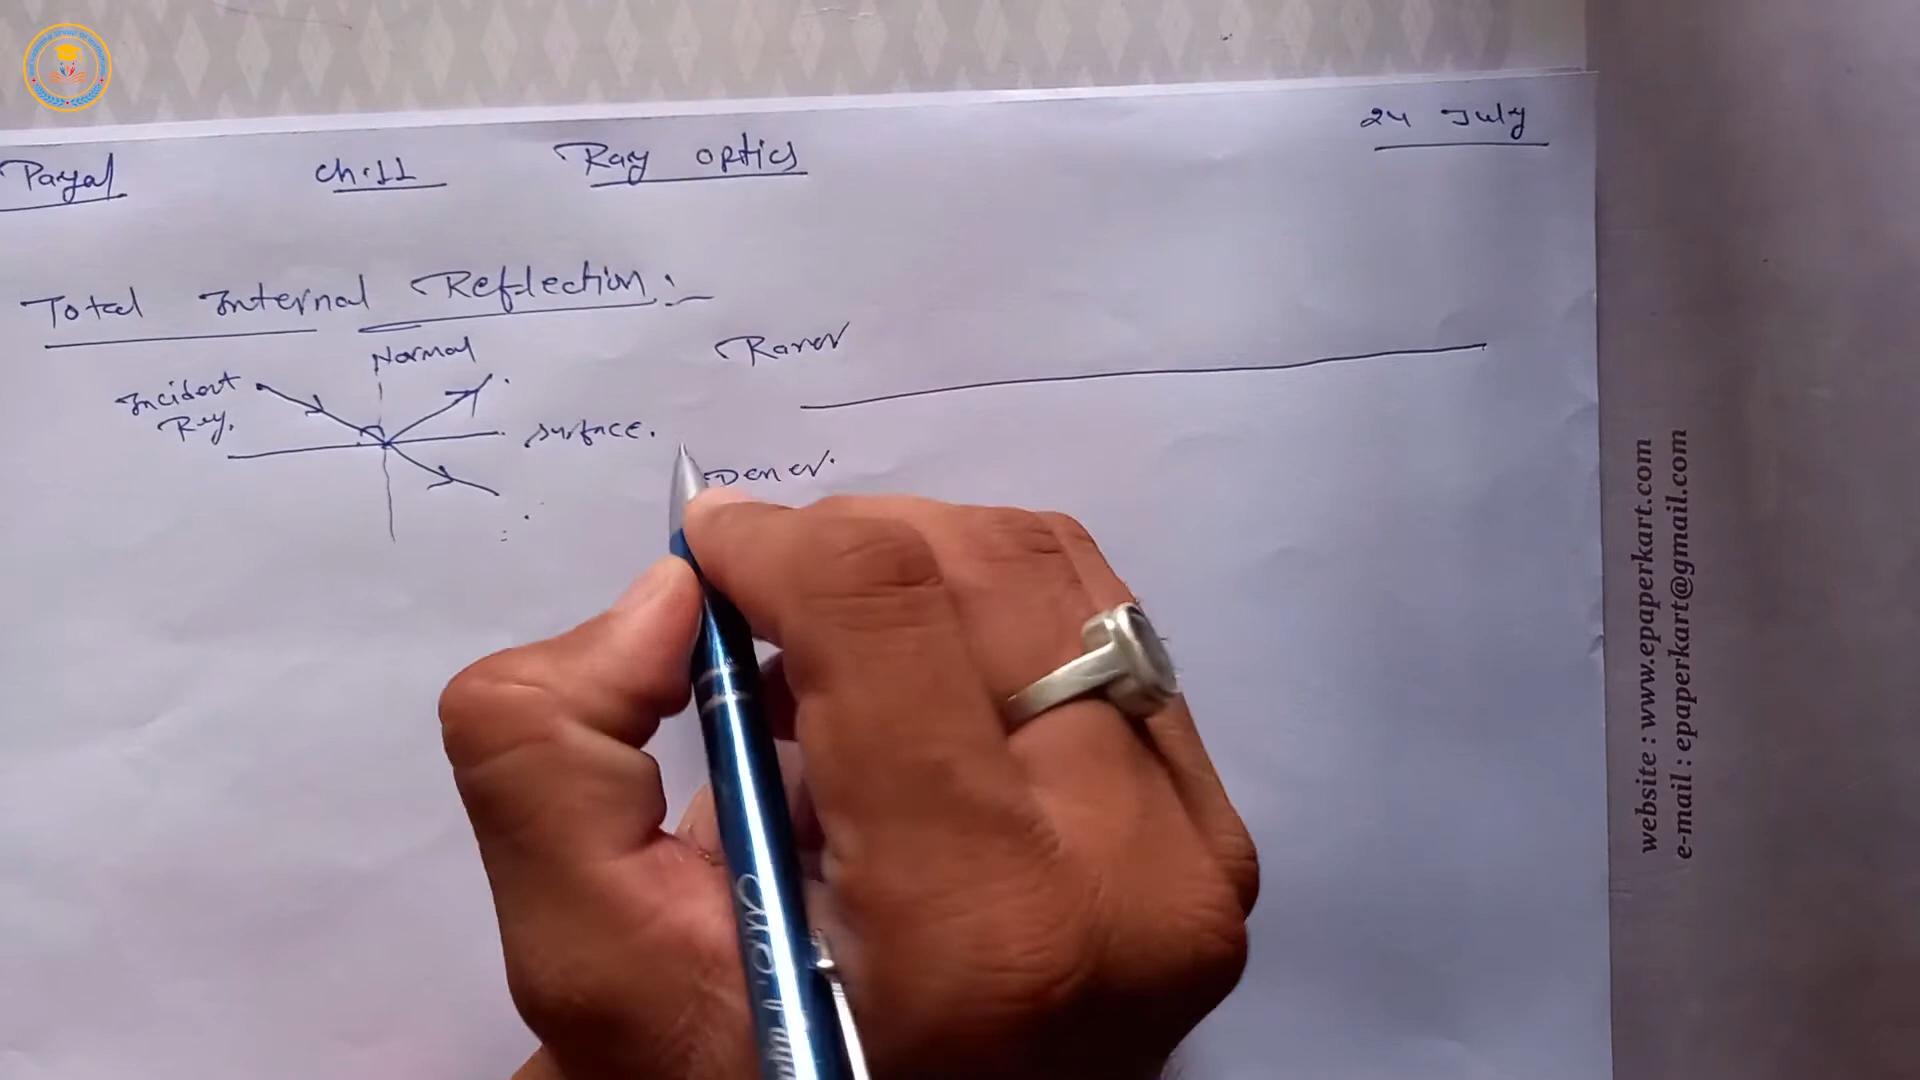 Payal ch.11 Ray optics 24 July
Total Internal Reflection:-
Normal
Rarer
Incident
Ray.
surface.
Dener.
website : www.epaperkart.com
e-mail : epaperkart@gmail.com